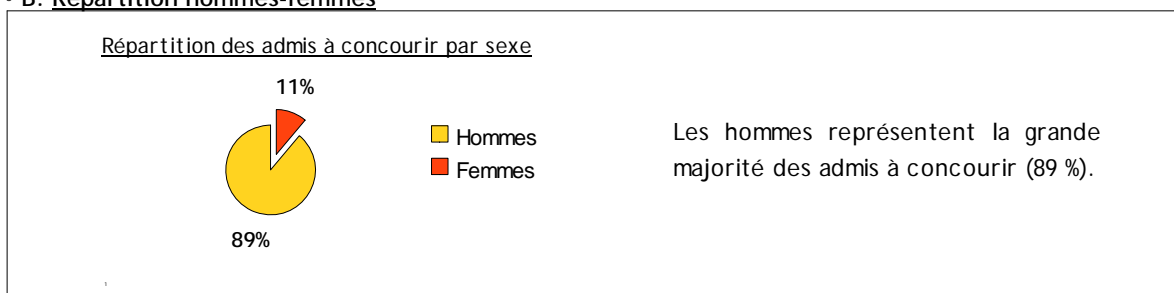 B. Répartition Hommes-femmes
Répartition des admis à concourir par sexe
11%
Hommes
Femmes
89%
Les hommes représentent la grande
majorité des admis à concourir (89 %).